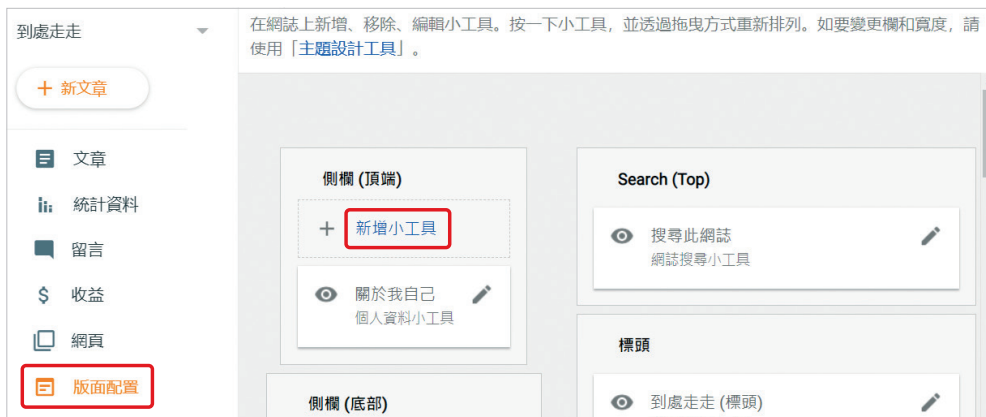 到處走走
新文章
文章
統計資料
留言
收益
網頁
版面配置
在網誌上新增、移除、編輯小工具。按一下小工具，並透過拖曳方式重新排列。如要變更欄和寬度，請
使用「主題設計工具」。
側欄 (頂端)
新增小工具
關於我自己
個人資料小工具
側欄 (底部)
Search (Top)
搜尋此網誌
網誌搜尋小工具
標頭
到處走走 (標頭)